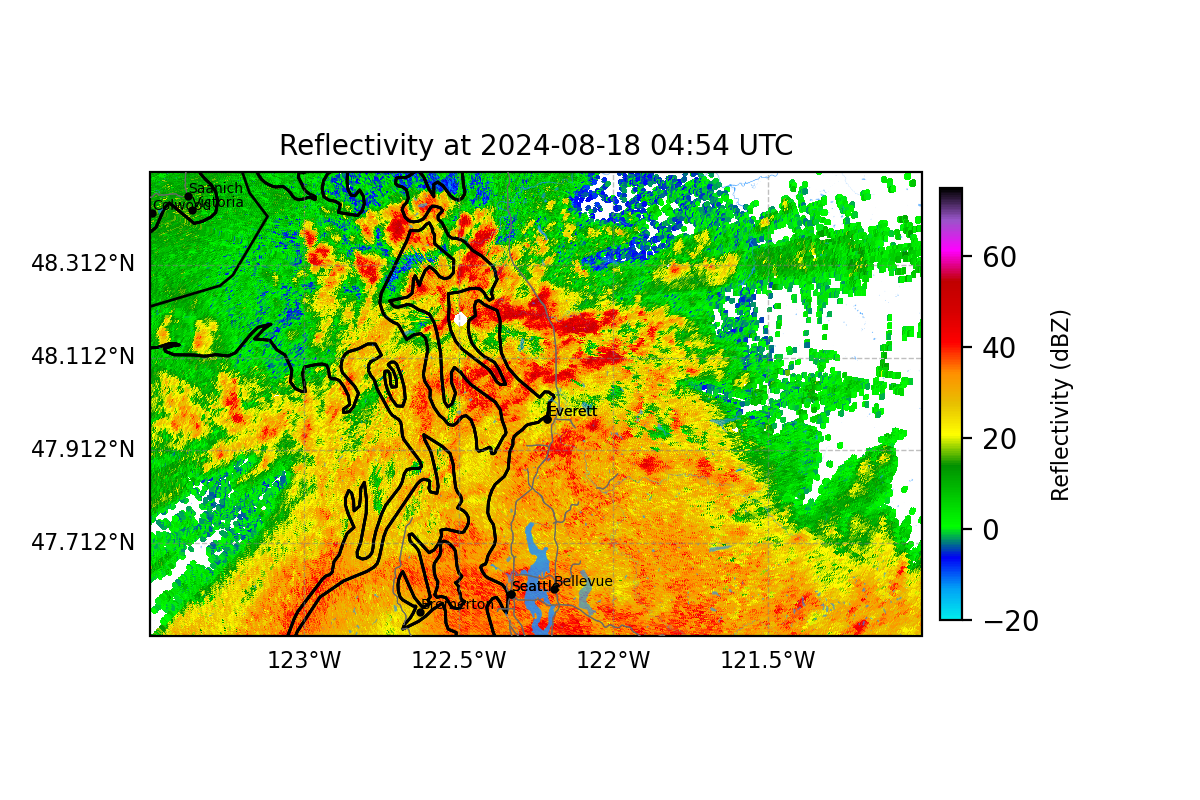 Reflectivity at 2024-08-18 04:54 UTC
Saanich
Colwood
Victoria
48.312°N
48.112°N
47.912°N
47.712°N
Everett
Seattle
Bellevue
Bremerton
123°W
122.5°W
122°W
121.5°W
60
40
20
0
−20
Reflectivity (dBZ)